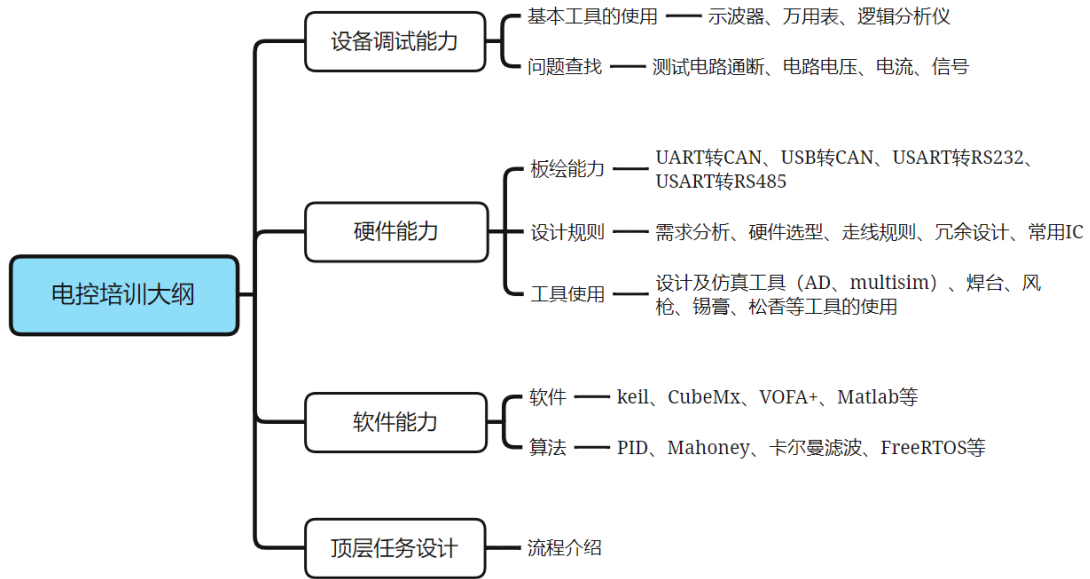 电控培训大纲
设备调试能力
基本工具的使用
示波器、万用表、逻辑分析仪
问题查找
测试电路通断、电路电压、电流、信号
硬件能力
板绘能力
UART转CAN、USB转CAN、USART转RS232、
USART转RS485
设计规则
需求分析、硬件选型、走线规则、冗余设计、常用IC
工具使用
设计及仿真工具（AD、multisim）、焊台、风
枪、锡膏、松香等工具的使用
软件能力
软件
keil、CubeMx、VOFA+、Matlab等
算法
PID、Mahoney、卡尔曼滤波、FreeRTOS等
顶层任务设计
流程介绍